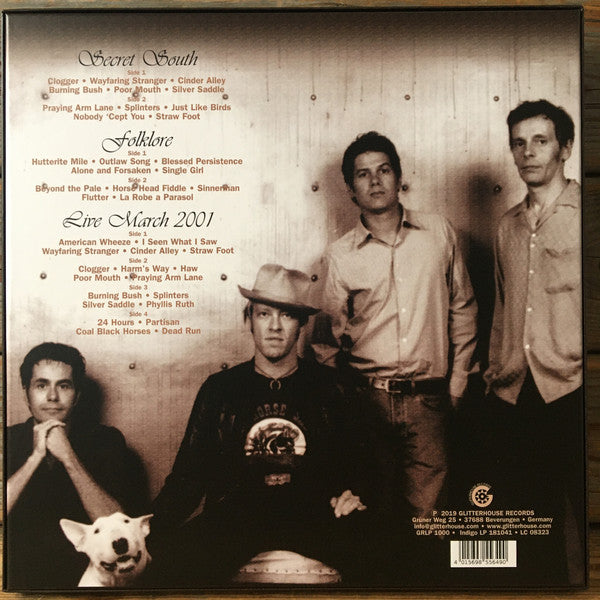 Secret South
Side 1
Clogger • Wayfaring Stranger • Cinder Alley
Burning Bush • Poor Mouth • Silver Saddle
Side 2
Praying Arm Lane • Splinters • Just Like Birds
Nobody 'Cept You • Straw Foot
Folklore
Side 1
Hutterite Mile • Outlaw Song • Blessed Persistence
Alone and Forsaken • Single Girl
Side 2
Beyond the Pale • Horse Head Fiddle • Sinnerman
Flutter • La Robe a Parasol
Live March 2001
Side 1
American Wheeze • I Seen What I Saw
Wayfaring Stranger • Cinder Alley • Straw Foot
Side 2
Clogger • Harm's Way • Haw
Poor Mouth • Praying Arm Lane
Side 3
Burning Bush • Splinters
Silver Saddle • Phyllis Ruth
Side 4
24 Hours • Partisan
Coal Black Horses • Dead Run
P 2019 GLITTERHOUSE RECORDS
Grüner Weg 25 • 37688 Beverungen • Germany
info@glitterhouse.com • www.glitterhouse.com
GRLP 1000 • Indigo LP 181041 • LC 08323
4 015698 556490